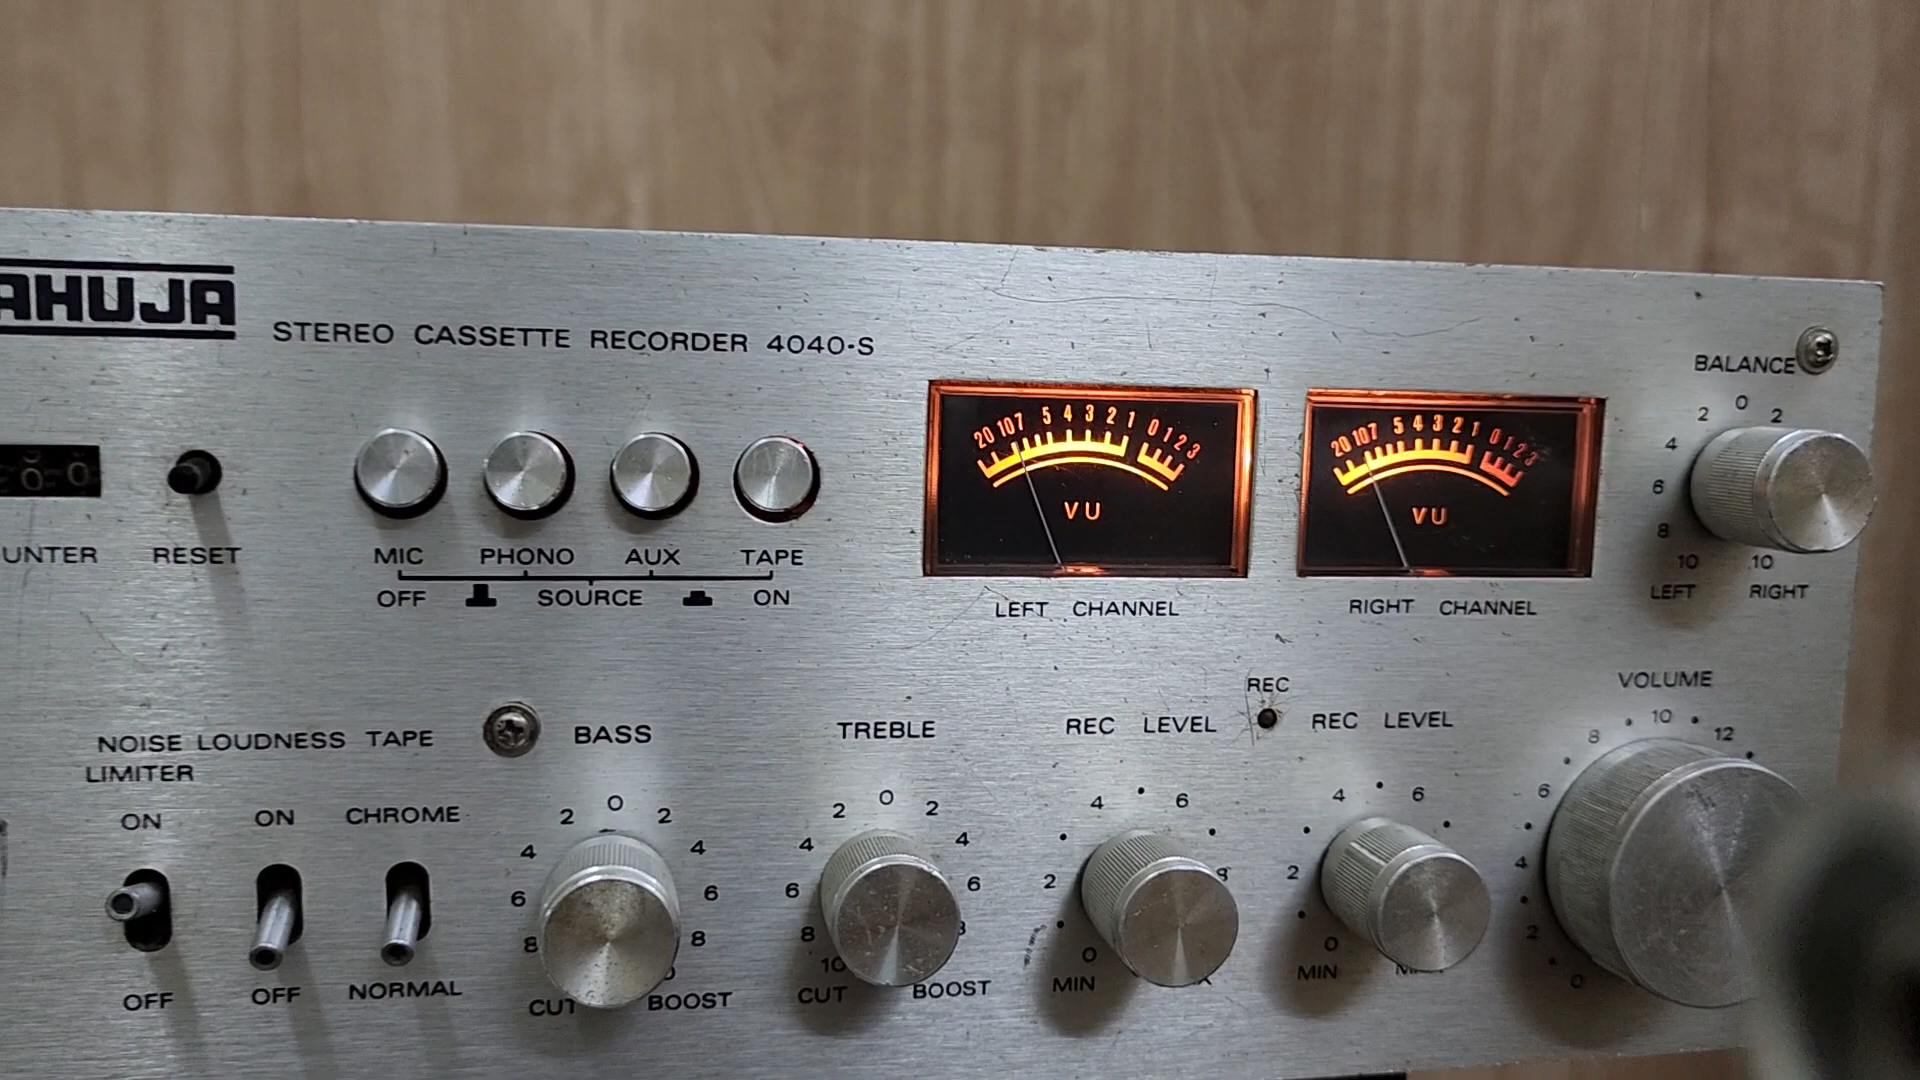 AHUJA
STEREO CASSETTE RECORDER 4040-S
BALANCE
2 0 2
4
6
8
10 10
LEFT RIGHT
20 10 7 5 4 3 2 1 0 1 2 3
VU
LEFT CHANNEL
20 10 7 5 4 3 2 1 0 1 2 3
VU
RIGHT CHANNEL
0 0
UNTER
RESET
MIC PHONO AUX TAPE
OFF SOURCE ON
NOISE LOUDNESS TAPE
LIMITER
ON ON CHROME
OFF OFF NORMAL
BASS
2 0 2
4 4
6 6
8 8
CUT BOOST
TREBLE
2 0 2
4 4
6 6
8
10
CUT BOOST
REC LEVEL
4 6
2 8
0
MIN
REC
REC LEVEL
4 6
2
0
MIN
VOLUME
10
8 12
6
4
2
0